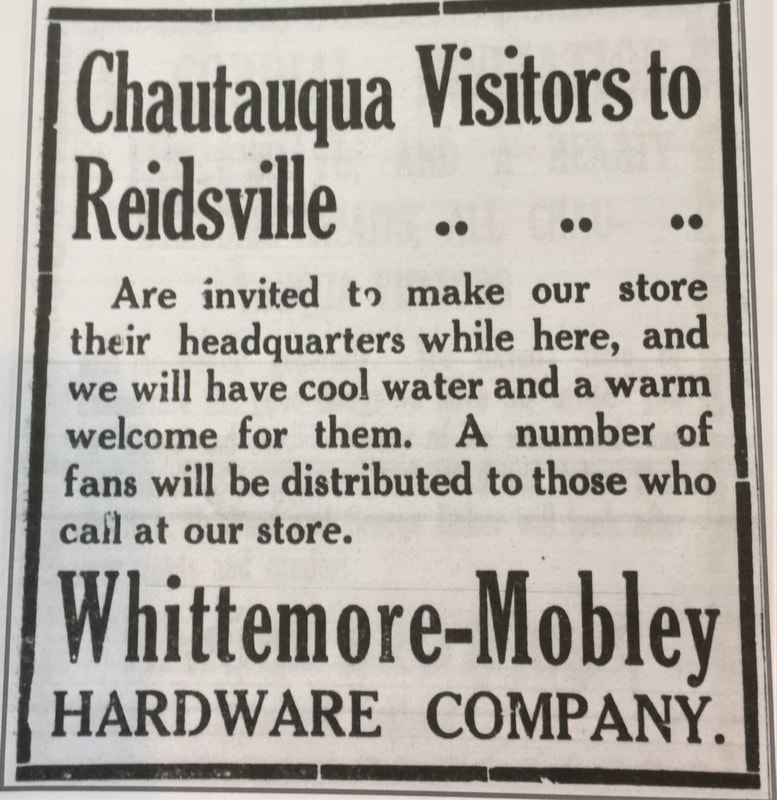 Chautauqua Visitors to
Reidsville .. .. ..
Are invited to make our store
their headquarters while here, and
we will have cool water and a warm
welcome for them. A number of
fans will be distributed to those who
call at our store.
Whittemore-Mobley
HARDWARE COMPANY.